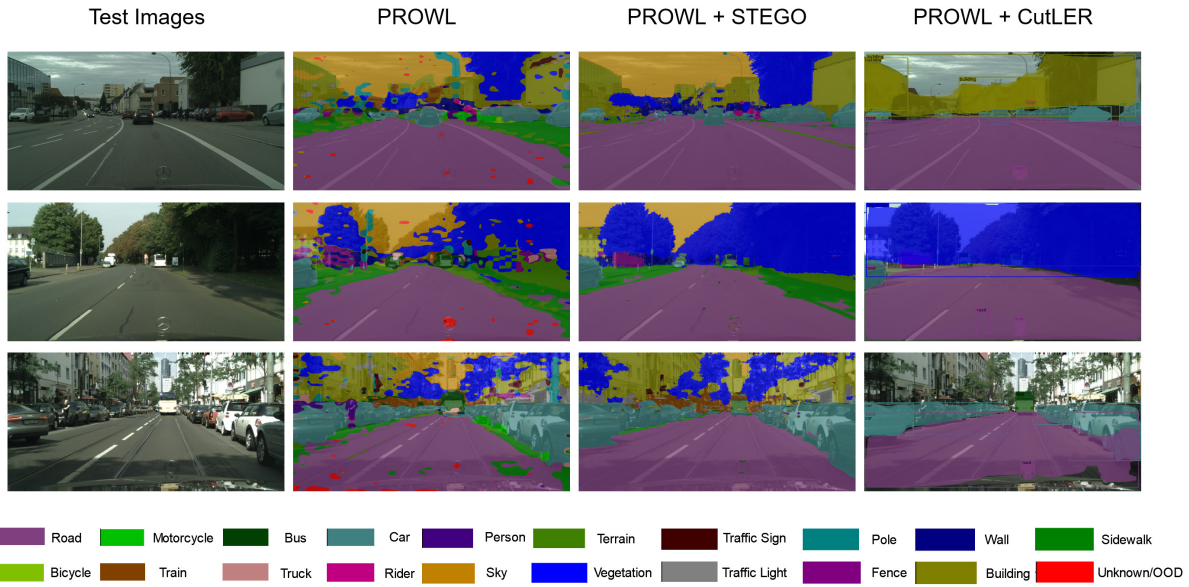 Test Images PROWL PROWL + STEGO PROWL + CutLER
Road Motorcycle Bus Car Person Terrain Traffic Sign Pole Wall Sidewalk
Bicycle Train Truck Rider Sky Vegetation Traffic Light Fence Building Unknown/OOD